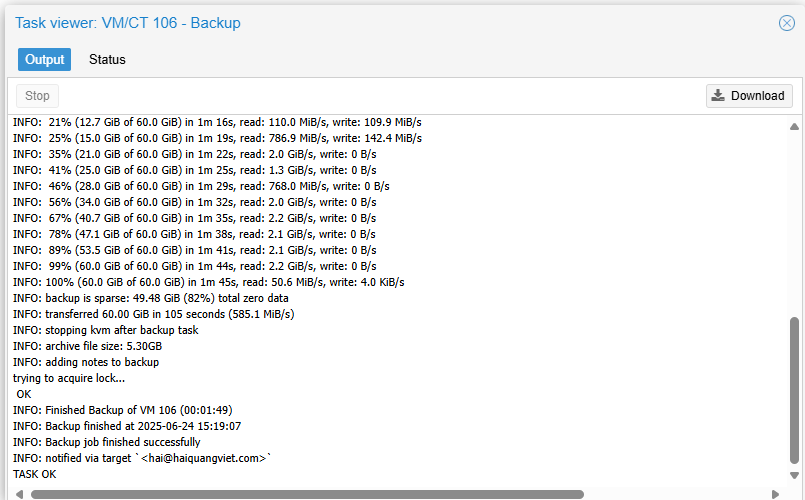 Task viewer: VM/CT 106 - Backup
Output
Status
Stop
Download
INFO: 21% (12.7 GiB of 60.0 GiB) in 1m 16s, read: 110.0 MiB/s, write: 109.9 MiB/s
INFO: 25% (15.0 GiB of 60.0 GiB) in 1m 19s, read: 786.9 MiB/s, write: 142.4 MiB/s
INFO: 35% (21.0 GiB of 60.0 GiB) in 1m 22s, read: 2.0 GiB/s, write: 0 B/s
INFO: 41% (25.0 GiB of 60.0 GiB) in 1m 25s, read: 1.3 GiB/s, write: 0 B/s
INFO: 46% (28.0 GiB of 60.0 GiB) in 1m 29s, read: 768.0 MiB/s, write: 0 B/s
INFO: 56% (34.0 GiB of 60.0 GiB) in 1m 32s, read: 2.0 GiB/s, write: 0 B/s
INFO: 67% (40.7 GiB of 60.0 GiB) in 1m 35s, read: 2.2 GiB/s, write: 0 B/s
INFO: 78% (47.1 GiB of 60.0 GiB) in 1m 38s, read: 2.1 GiB/s, write: 0 B/s
INFO: 89% (53.5 GiB of 60.0 GiB) in 1m 41s, read: 2.1 GiB/s, write: 0 B/s
INFO: 99% (60.0 GiB of 60.0 GiB) in 1m 44s, read: 2.2 GiB/s, write: 0 B/s
INFO: 100% (60.0 GiB of 60.0 GiB) in 1m 45s, read: 50.6 MiB/s, write: 4.0 KiB/s
INFO: backup is sparse: 49.48 GiB (82%) total zero data
INFO: transferred 60.00 GiB in 105 seconds (585.1 MiB/s)
INFO: stopping kvm after backup task
INFO: archive file size: 5.30GB
INFO: adding notes to backup
trying to acquire lock...
OK
INFO: Finished Backup of VM 106 (00:01:49)
INFO: Backup finished at 2025-06-24 15:19:07
INFO: Backup job finished successfully
INFO: notified via target `<hai@haiquangviet.com>`
TASK OK